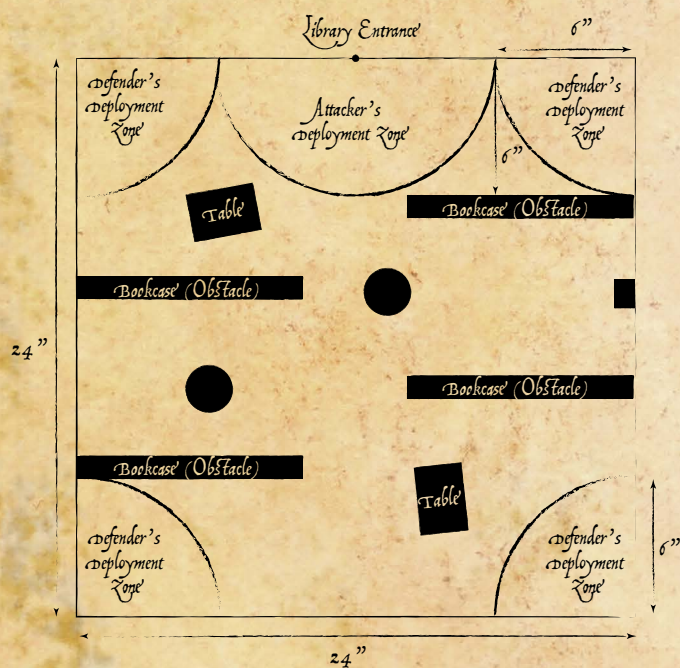 Library Entrance
6”
Defender’s
Deployment
Zone
Attacker’s
Deployment Zone
Defender’s
Deployment
Zone
6”
Table
Bookcase (Obstacle)
Bookcase (Obstacle)
24”
Bookcase (Obstacle)
Bookcase (Obstacle)
Table
Defender’s
Deployment
Zone
Defender’s
Deployment
Zone
6”
24”